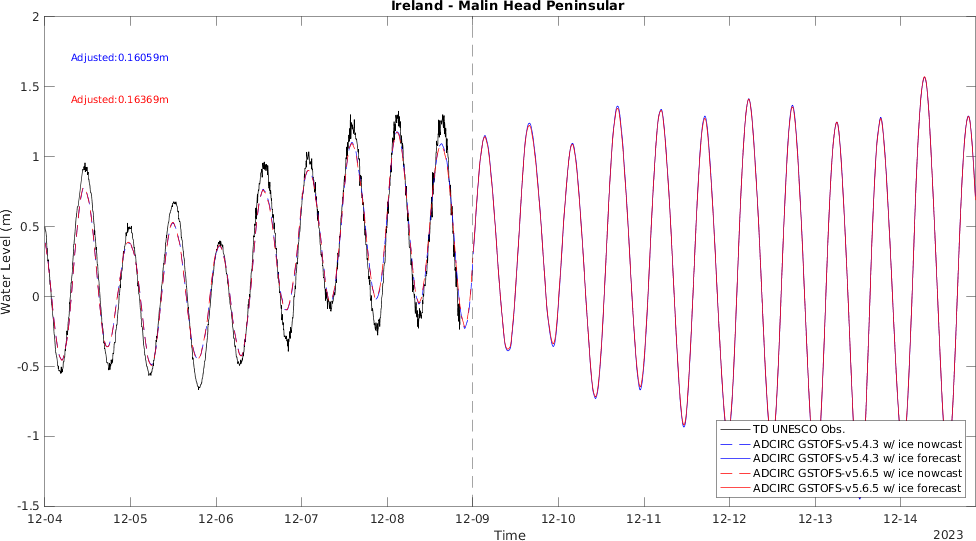 Ireland - Malin Head Peninsular
2
Adjusted:0.16059m
1.5
Adjusted:0.16369m
1
0.5
0
-0.5
-1
-1.5
Water Level (m)
TD UNESCO Obs.
ADCIRC GSTOFS-v5.4.3 w/ ice nowcast
ADCIRC GSTOFS-v5.4.3 w/ ice forecast
ADCIRC GSTOFS-v5.6.5 w/ ice nowcast
ADCIRC GSTOFS-v5.6.5 w/ ice forecast
12-04 12-05 12-06 12-07 12-08 12-09 12-10 12-11 12-12 12-13 12-14
Time
2023